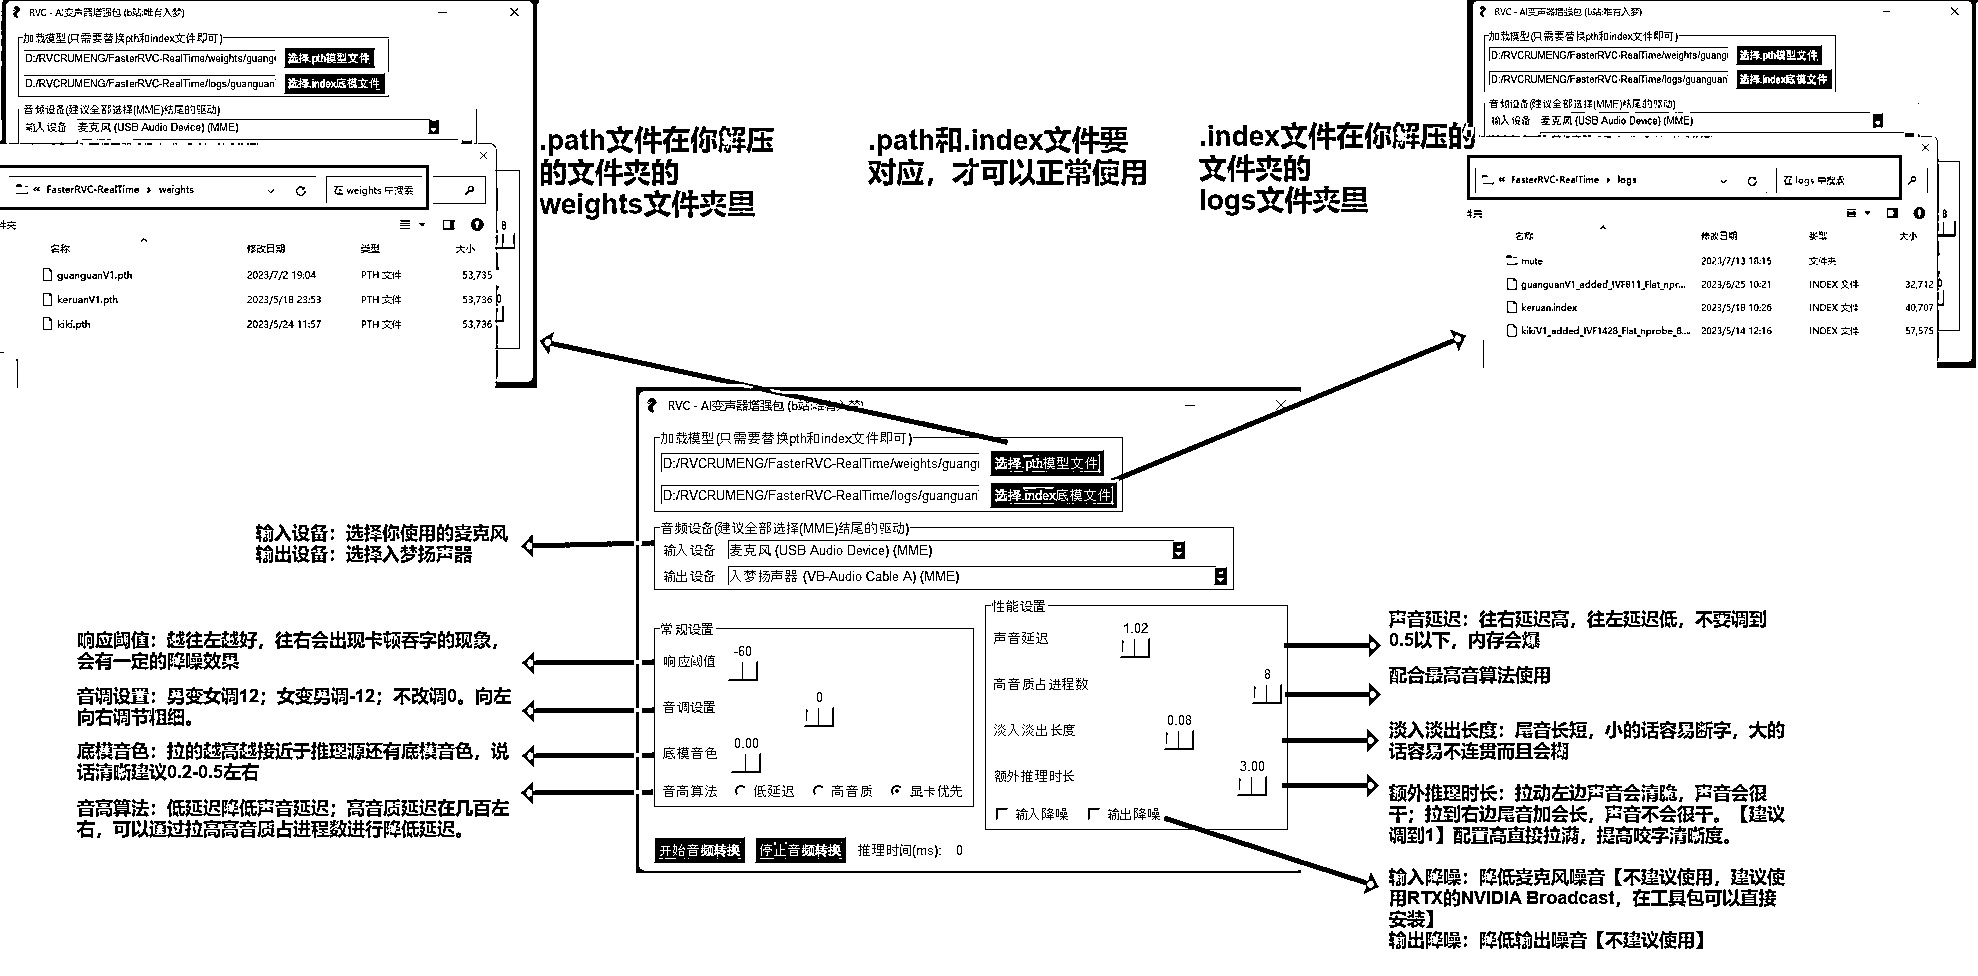 RVC - AI变声器增强包 (b站:唯有入梦)
加载模型(只需要替换pth和index文件即可)
D:/RVCRUMENG/FasterRVC-RealTime/weights/guang 选择.pth模型文件
D:/RVCRUMENG/FasterRVC-RealTime/logs/guanguan 选择.index底模文件
音频设备(建议全部选择(MME)结尾的驱动)
输入设备 麦克风 (USB Audio Device) (MME)
« FasterRVC-RealTime › weights 在 weights 中搜索
件夹
8
名称 修改日期 类型 大小
guanguanV1.pth 2023/7/2 19:04 PTH 文件 53,735
keruanV1.pth 2023/5/18 23:53 PTH 文件 53,736
kiki.pth 2023/5/24 11:57 PTH 文件 53,736
.path文件在你解压
的文件夹的
weights文件夹里
.path和.index文件要
对应，才可以正常使用
.index文件在你解压的
文件夹的
logs文件夹里
RVC - AI变声器增强包 (b站:唯有入梦)
加载模型(只需要替换pth和index文件即可)
D:/RVCRUMENG/FasterRVC-RealTime/weights/guang 选择.pth模型文件
D:/RVCRUMENG/FasterRVC-RealTime/logs/guanguan 选择.index底模文件
音频设备(建议全部选择(MME)结尾的驱动)
输入设备 麦克风 (USB Audio Device) (MME)
« FasterRVC-RealTime › logs 在 logs 中搜索
件夹
8
名称 修改日期 类型 大小
mute 2023/7/13 18:15 文件夹
guanguanV1_added_IVF811_Flat_npr... 2023/6/25 10:21 INDEX 文件 32,712
keruan.index 2023/5/18 10:26 INDEX 文件 40,707
kikiV1_added_IVF1428_Flat_nprobe_8... 2023/5/14 12:16 INDEX 文件 57,575
RVC - AI变声器增强包 (b站:唯有入梦)
加载模型(只需要替换pth和index文件即可)
D:/RVCRUMENG/FasterRVC-RealTime/weights/guang 选择.pth模型文件
D:/RVCRUMENG/FasterRVC-RealTime/logs/guanguan 选择.index底模文件
音频设备(建议全部选择(MME)结尾的驱动)
输入设备 麦克风 (USB Audio Device) (MME)
输出设备 入梦扬声器 (VB-Audio Cable A) (MME)
常规设置
响应阈值 -60
音调设置 0
底模音色 0.00
音高算法 低延迟 高音质 显卡优先
性能设置
声音延迟 1.02
高音质占进程数 8
淡入淡出长度 0.08
额外推理时长 3.00
输入降噪 输出降噪
开始音频转换 停止音频转换 推理时间(ms): 0
输入设备：选择你使用的麦克风
输出设备：选择入梦扬声器
响应阈值：越往左越好，往右会出现卡顿吞字的现象，
会有一定的降噪效果
音调设置：男变女调12；女变男调-12；不改调0。向左
向右调节粗细。
底模音色：拉的越高越接近于推理源还有底模音色，说
话清晰建议0.2-0.5左右
音高算法：低延迟降低声音延迟；高音质延迟在几百左
右，可以通过拉高高音质占进程数进行降低延迟。
声音延迟：往右延迟高，往左延迟低，不要调到
0.5以下，内存会爆
配合最高音算法使用
淡入淡出长度：尾音长短，小的话容易断字，大的
话容易不连贯而且会糊
额外推理时长：拉动左边声音会清晰，声音会很
干；拉到右边尾音加会长，声音不会很干。【建议
调到1】配置高直接拉满，提高咬字清晰度。
输入降噪：降低麦克风噪音【不建议使用，建议使
用RTX的NVIDIA Broadcast，在工具包可以直接
安装】
输出降噪：降低输出噪音【不建议使用】